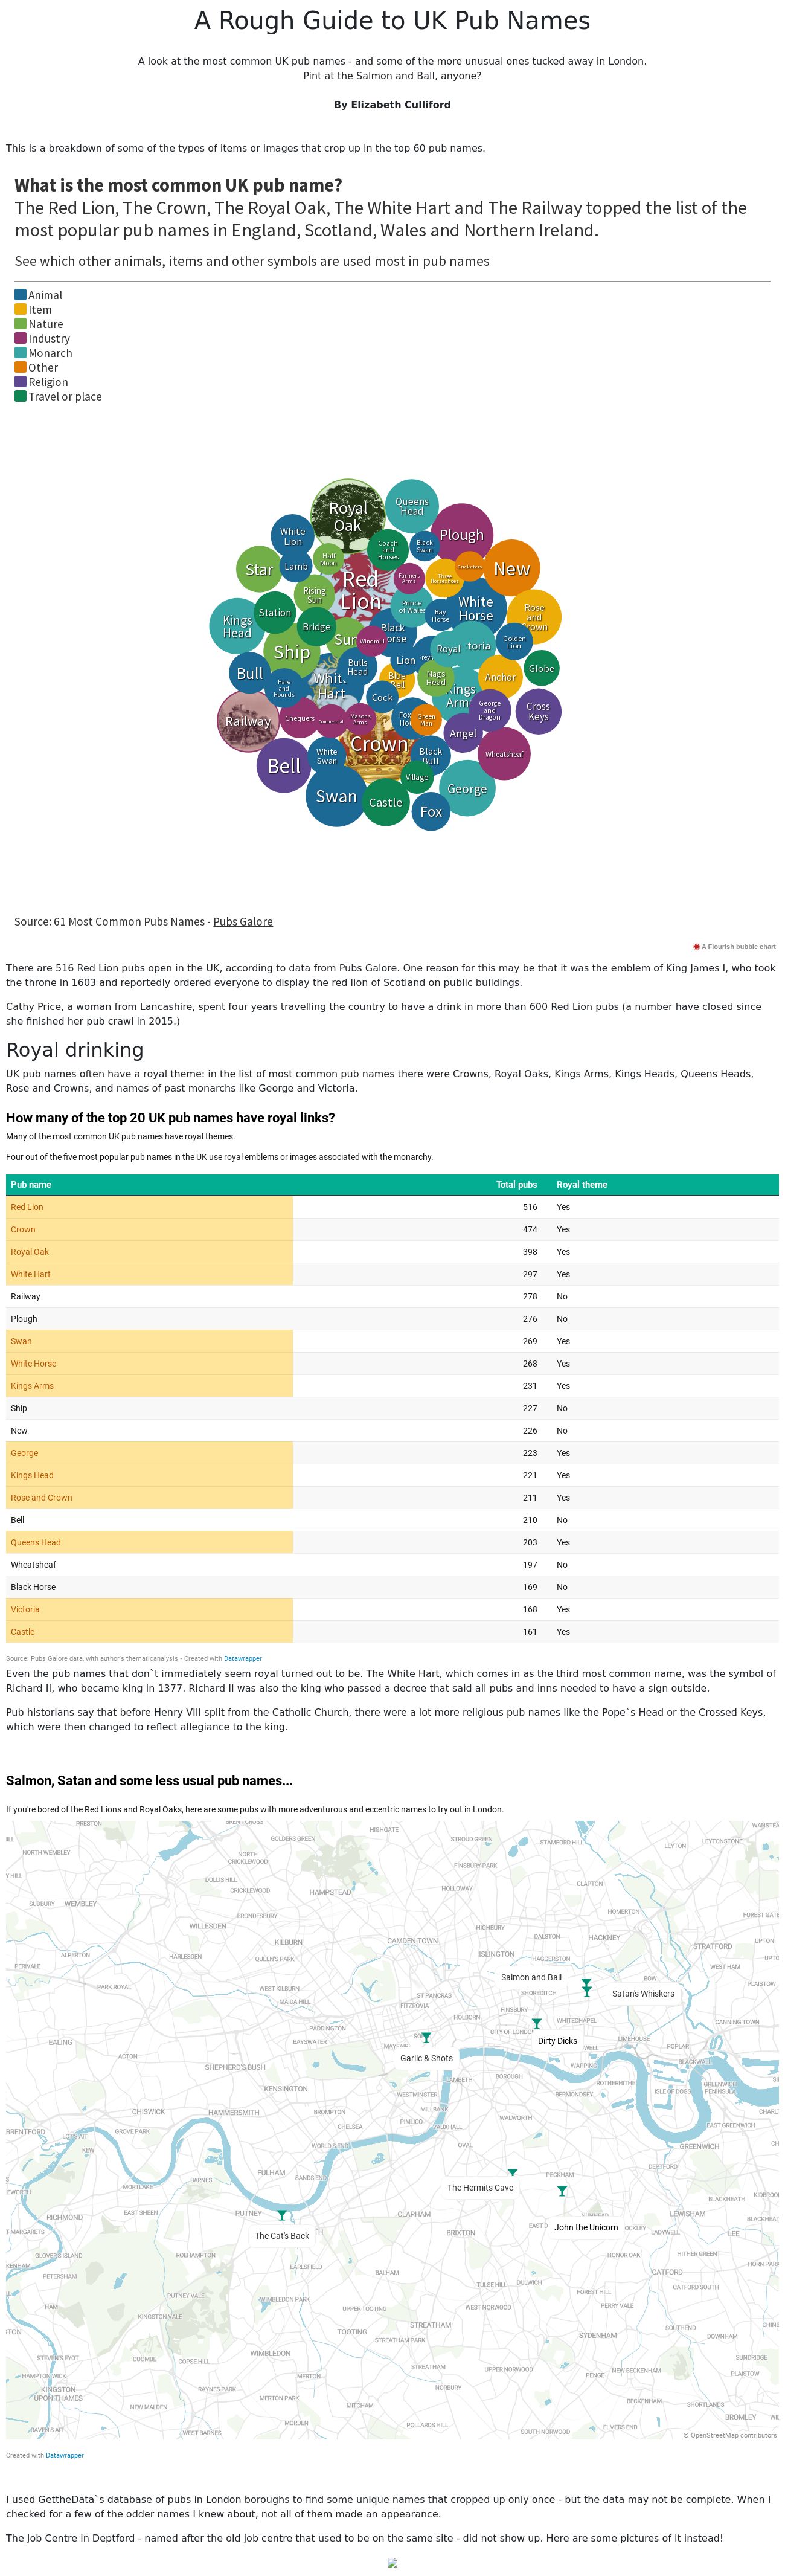 A Rough Guide to UK Pub Names
A look at the most common UK pub names - and some of the more unusual ones tucked away in London.
Pint at the Salmon and Ball, anyone?
By Elizabeth Culliford
This is a breakdown of some of the types of items or images that crop up in the top 60 pub names.
What is the most common UK pub name?
The Red Lion, The Crown, The Royal Oak, The White Hart and The Railway topped the list of the
most popular pub names in England, Scotland, Wales and Northern Ireland.
See which other animals, items and other symbols are used most in pub names
Animal
Item
Nature
Industry
Monarch
Other
Religion
Travel or place
Royal
Oak
Queens
Head
White
Lion
Plough
Coach
and
Horses
Black
Swan
Half
Moon
Star
Lamb
Red
Lion
Farmers
Arms
Three
Horseshoes
Cricketers
New
Rising
Sun
Prince
of Wales
Bay
Horse
White
Horse
Rose
and
Kings
Head
Station
Bridge
Windmill
Black
Royal
Golden
Lion
Ship
Bulls
Head
Lion
Globe
Bull
Hare
and
Hounds
Hart
Nags
Head
Anchor
Cock
George
and
Dragon
Cross
Keys
Railway
Chequers
Commercial
Masons
Arms
Green
Man
Angel
Crown
Bell
White
Swan
Black
Bull
Wheatsheaf
Village
Swan
Castle
George
Fox
Source: 61 Most Common Pubs Names - Pubs Galore
A Flourish bubble chart
There are 516 Red Lion pubs open in the UK, according to data from Pubs Galore. One reason for this may be that it was the emblem of King James I, who took
the throne in 1603 and reportedly ordered everyone to display the red lion of Scotland on public buildings.
Cathy Price, a woman from Lancashire, spent four years travelling the country to have a drink in more than 600 Red Lion pubs (a number have closed since
she finished her pub crawl in 2015.)
Royal drinking
UK pub names often have a royal theme: in the list of most common pub names there were Crowns, Royal Oaks, Kings Arms, Kings Heads, Queens Heads,
Rose and Crowns, and names of past monarchs like George and Victoria.
How many of the top 20 UK pub names have royal links?
Many of the most common UK pub names have royal themes.
Four out of the five most popular pub names in the UK use royal emblems or images associated with the monarchy.
Pub name Total pubs Royal theme
Red Lion 516 Yes
Crown 474 Yes
Royal Oak 398 Yes
White Hart 297 Yes
Railway 278 No
Plough 276 No
Swan 269 Yes
White Horse 268 Yes
Kings Arms 231 Yes
Ship 227 No
New 226 No
George 223 Yes
Kings Head 221 Yes
Rose and Crown 211 Yes
Bell 210 No
Queens Head 203 Yes
Wheatsheaf 197 No
Black Horse 169 No
Victoria 168 Yes
Castle 161 Yes
Source: Pubs Galore data, with author's thematicanalysis • Created with Datawrapper
Even the pub names that don`t immediately seem royal turned out to be. The White Hart, which comes in as the third most common name, was the symbol of
Richard II, who became king in 1377. Richard II was also the king who passed a decree that said all pubs and inns needed to have a sign outside.
Pub historians say that before Henry VIII split from the Catholic Church, there were a lot more religious pub names like the Pope`s Head or the Crossed Keys,
which were then changed to reflect allegiance to the king.
Salmon, Satan and some less usual pub names...
If you're bored of the Red Lions and Royal Oaks, here are some pubs with more adventurous and eccentric names to try out in London.
PRESTON
HIGHGATE
GOLDERS GREEN
STROUD GREEN
STAMFORD HILL
LEYTON
LEYTONSTONE
NORTH WEMBLEY
NORTH
CRICKLEWOOD
FINSBURY PARK
DOLLIS HILL
CRICKLEWOOD
HAMPSTEAD
HOLLOWAY
CLAPTON
SUDBURY
WEMBLEY
HOMERTON
BRONDESBURY
WILLESDEN
HIGHBURY
KILBURN
CAMDEN TOWN
DALSTON
HACKNEY
STRATFORD
UPTON
ALPERTON
HARLESDEN
QUEEN'S PARK
ISLINGTON
HAGGERSTON
PERIVALE
WEST HAM
PARK ROYAL
WEST KILBURN
MAIDA HILL
ST PANCRAS
Salmon and Ball
SHOREDITCH
BOW
Satan's Whiskers
PLAISTOW
FITZROVIA
HOLBORN
FINSBURY
WHITECHAPEL
CANNING TOWN
PADDINGTON
BAYSWATER
CITY OF LONDON
Dirty Dicks
LIMEHOUSE
POPLAR
EALING
ACTON
Garlic & Shots
SHEPHERD'S BUSH
WAPPING
BLACKWALL
KENSINGTON
WESTMINSTER
BOROUGH
BERMONDSEY
ROTHERHITHE
ISLE OF DOGS
GREENWICH
PENINSULA
CHISWICK
HAMMERSMITH
BROMPTON
MILLBANK
PIMLICO
WALWORTH
CHELSEA
VAUXHALL
BRENTFORD
GROVE PARK
KEW
WORLD'S END
OVAL
EAST GREENWICH
GREENWICH
FULHAM
SANDS END
PECKHAM
DEPTFORD
BARNES
MORTLAKE
The Hermits Cave
BLACKHEATH
RICHMOND
EAST SHEEN
PUTNEY
The Cat's Back
CLAPHAM
BRIXTON
John the Unicorn
LADYWELL
LEWISHAM
LEE
ROEHAMPTON
EARLSFIELD
HONOR OAK
HITHER GREEN
PETERSHAM
BALHAM
CATFORD
TULSE HILL
DULWICH
CATFORD SOUTH
HAM
PUTNEY VALE
KINGSTON VALE
WIMBLEDON PARK
UPPER TOOTING
WEST NORWOOD
FOREST HILL
PERRY VALE
TOOTING
STREATHAM
STREATHAM PARK
SYDENHAM
SOUTHEND
DOWNHAM
COOMBE
COPSE HILL
WIMBLEDON
STREATHAM
UPPER NORWOOD
PENGE
NEW BECKENHAM
PLAISTOW
SUNDRIDGE
HAMPTON WICK
KINGSTON
UPON THAMES
RAYNES PARK
MERTON
MERTON PARK
NORBURY
BECKENHAM
SHORTLANDS
NEW MALDEN
MITCHAM
WEST BARNES
MORDEN
POLLARDS HILL
SOUTH NORWOOD
ELMERS END
BROMLEY
© OpenStreetMap contributors
Created with Datawrapper
I used GettheData`s database of pubs in London boroughs to find some unique names that cropped up only once - but the data may not be complete. When I
checked for a few of the odder names I knew about, not all of them made an appearance.
The Job Centre in Deptford - named after the old job centre that used to be on the same site - did not show up. Here are some pictures of it instead!